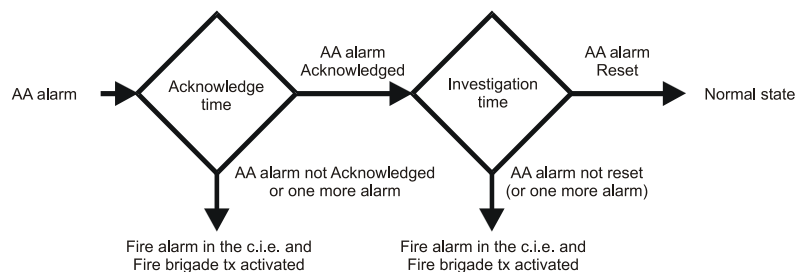 AA alarm
Acknowledge
time
AA alarm
Acknowledged
Investigation
time
AA alarm
Reset
Normal state
AA alarm not Acknowledged
or one more alarm
AA alarm not reset
(or one more alarm)
Fire alarm in the c.i.e. and
Fire brigade tx activated
Fire alarm in the c.i.e. and
Fire brigade tx activated